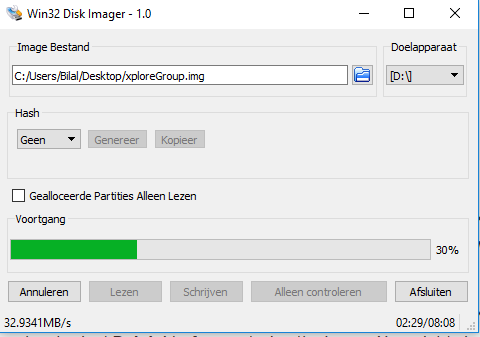 Win32 Disk Imager - 1.0
Image Bestand
Doelapparaat
C:/Users/Bilal/Desktop/xploreGroup.img
[D:\]
Hash
Geen
Genereer
Kopieer
Gealloceerde Partities Alleen Lezen
Voortgang
30%
Annuleren
Lezen
Schrijven
Alleen controleren
Afsluiten
32.9341MB/s
02:29/08:08